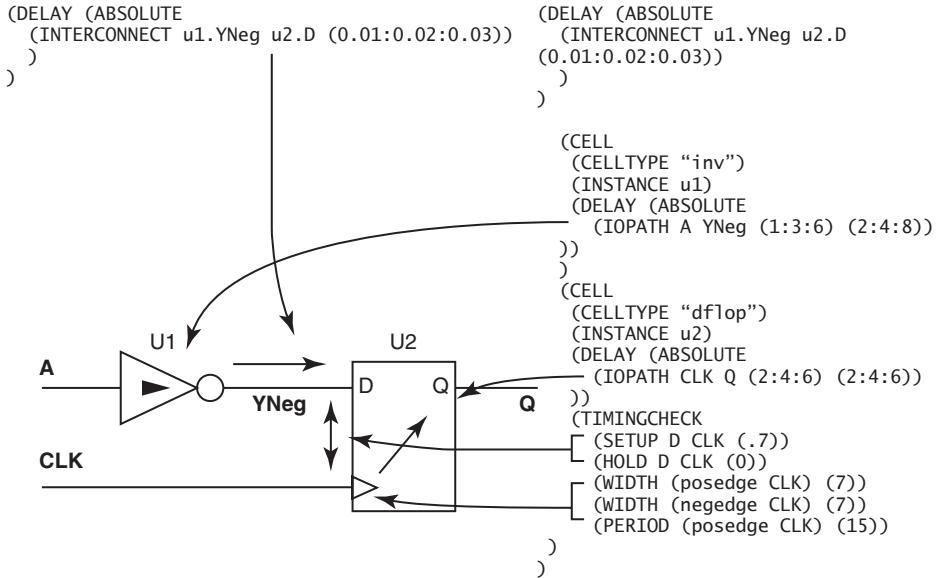 (DELAY (ABSOLUTE
(INTERCONNECT u1.YNeg u2.D (0.01:0.02:0.03))
)
)
(DELAY (ABSOLUTE
(INTERCONNECT u1.YNeg u2.D
(0.01:0.02:0.03))
)
)
(CELL
(CELLTYPE “inv”)
(INSTANCE u1)
(DELAY (ABSOLUTE
(IOPATH A YNeg (1:3:6) (2:4:8))
))
)
(CELL
(CELLTYPE “dflop”)
(INSTANCE u2)
(DELAY (ABSOLUTE
(IOPATH CLK Q (2:4:6) (2:4:6))
))
(TIMINGCHECK
(SETUP D CLK (.7))
(HOLD D CLK (0))
(WIDTH (posedge CLK) (7))
(WIDTH (negedge CLK) (7))
(PERIOD (posedge CLK) (15))
)
)
U1
U2
A
D
Q
YNeg
Q
CLK